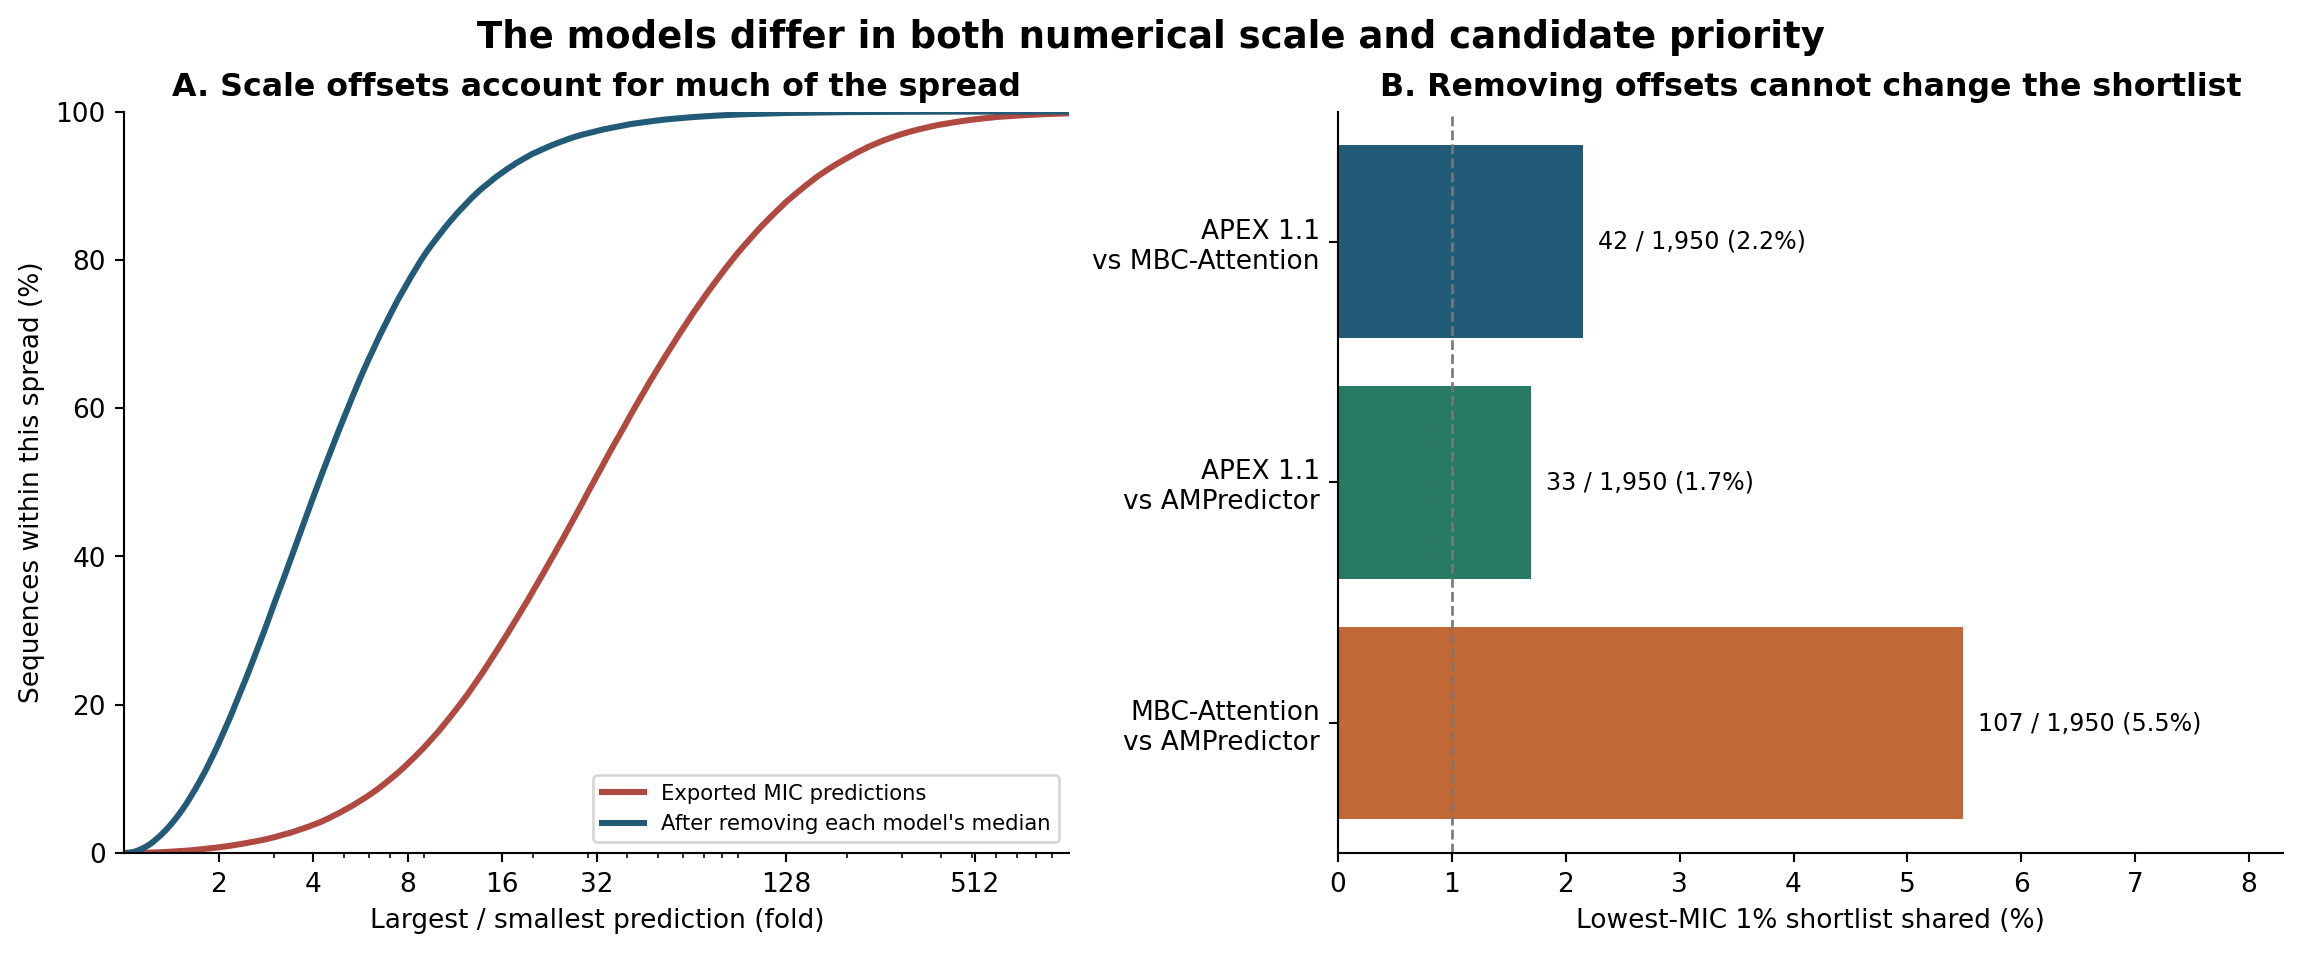 The models differ in both numerical scale and candidate priority
A. Scale offsets account for much of the spread
100
80
60
40
20
0
Sequences within this spread (%)
2 4 8 16 32 128 512
Largest / smallest prediction (fold)
Exported MIC predictions
After removing each model's median
B. Removing offsets cannot change the shortlist
APEX 1.1
vs MBC-Attention
42 / 1,950 (2.2%)
APEX 1.1
vs AMPredictor
33 / 1,950 (1.7%)
MBC-Attention
vs AMPredictor
107 / 1,950 (5.5%)
0 1 2 3 4 5 6 7 8
Lowest-MIC 1% shortlist shared (%)